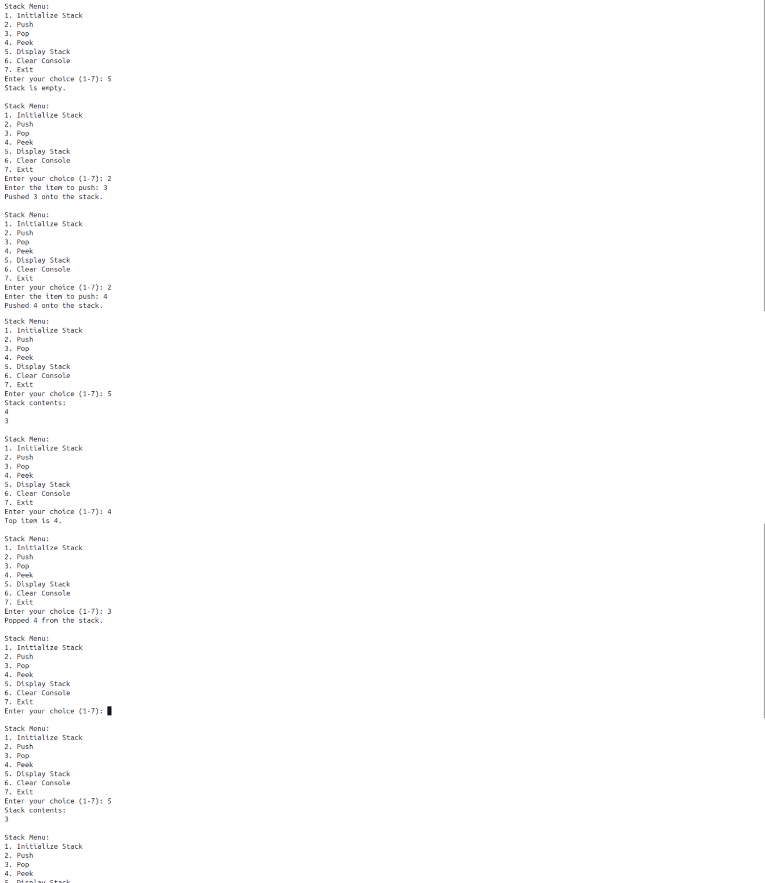 Stack Menu:
1. Initialize Stack
2. Push
3. Pop
4. Peek
5. Display Stack
6. Clear Console
7. Exit
Enter your choice (1-7): 5
Stack is empty.
Stack Menu:
1. Initialize Stack
2. Push
3. Pop
4. Peek
5. Display Stack
6. Clear Console
7. Exit
Enter your choice (1-7): 2
Enter the item to push: 3
Pushed 3 onto the stack.
Stack Menu:
1. Initialize Stack
2. Push
3. Pop
4. Peek
5. Display Stack
6. Clear Console
7. Exit
Enter your choice (1-7): 2
Enter the item to push: 4
Pushed 4 onto the stack.
Stack Menu:
1. Initialize Stack
2. Push
3. Pop
4. Peek
5. Display Stack
6. Clear Console
7. Exit
Enter your choice (1-7): 5
Stack contents:
4
3
Stack Menu:
1. Initialize Stack
2. Push
3. Pop
4. Peek
5. Display Stack
6. Clear Console
7. Exit
Enter your choice (1-7): 4
Top item is 4.
Stack Menu:
1. Initialize Stack
2. Push
3. Pop
4. Peek
5. Display Stack
6. Clear Console
7. Exit
Enter your choice (1-7): 3
Popped 4 from the stack.
Stack Menu:
1. Initialize Stack
2. Push
3. Pop
4. Peek
5. Display Stack
6. Clear Console
7. Exit
Enter your choice (1-7):
Stack Menu:
1. Initialize Stack
2. Push
3. Pop
4. Peek
5. Display Stack
6. Clear Console
7. Exit
Enter your choice (1-7): 5
Stack contents:
3
Stack Menu:
1. Initialize Stack
2. Push
3. Pop
4. Peek
5. Display Stack